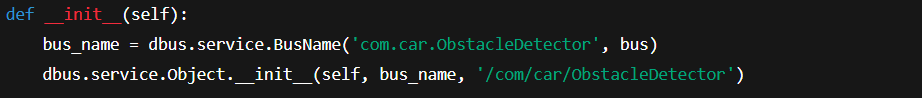 def __init__(self):
    bus_name = dbus.service.BusName('com.car.ObstacleDetector', bus)
    dbus.service.Object.__init__(self, bus_name, '/com/car/ObstacleDetector')